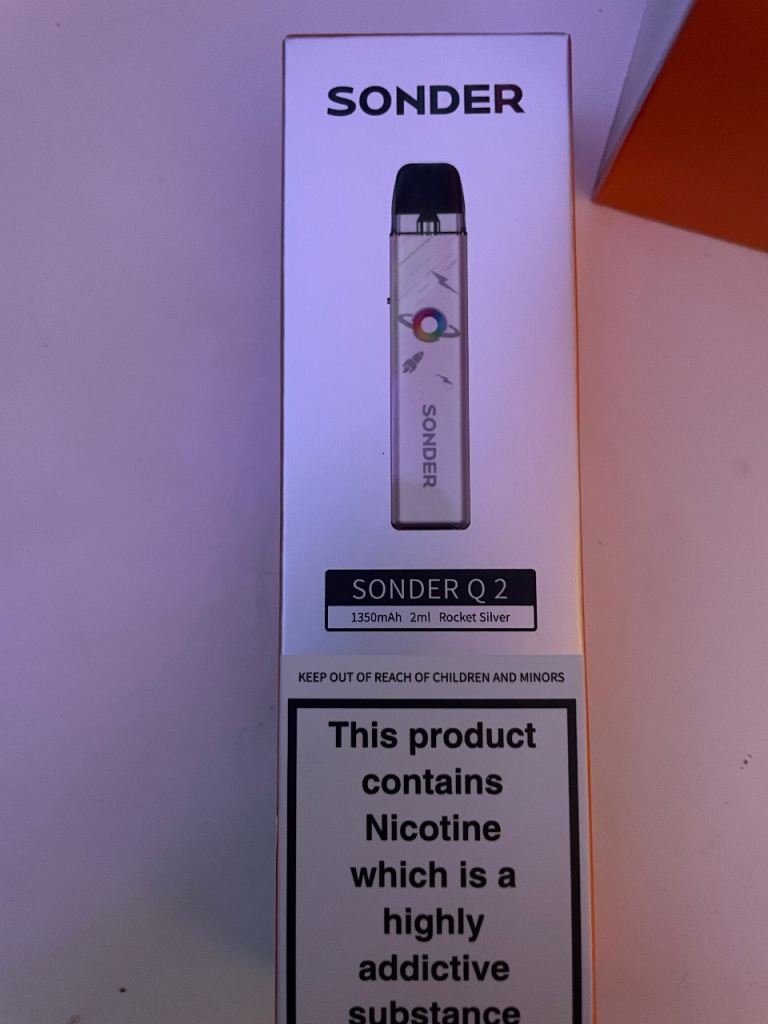 SONDER
SONDER
SONDER Q 2
1350mAh 2ml Rocket Silver
KEEP OUT OF REACH OF CHILDREN AND MINORS
This product
contains
Nicotine
which is a
highly
addictive
substance